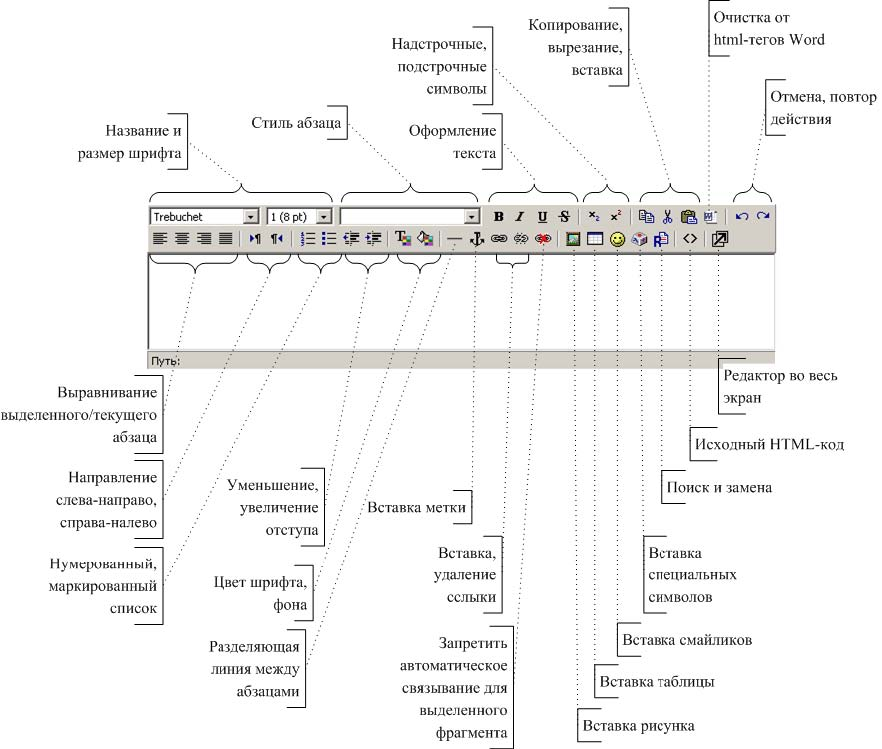 Очистка от
html-тегов Word
Копирование,
вырезание,
вставка
Надстрочные,
подстрочные
символы
Отмена, повтор
действия
Стиль абзаца
Название и
размер шрифта
Оформление
текста
Trebuchet
1 (8 pt)
B I U S x₂ x²
Путь:
Редактор во весь
экран
Выравнивание
выделенного/текущего
абзаца
Исходный HTML-код
Направление
слева-направо,
справа-налево
Уменьшение,
увеличение
отступа
Вставка метки
Поиск и замена
Нумерованный,
маркированный
список
Цвет шрифта,
фона
Вставка,
удаление
сслыки
Вставка
специальных
символов
Разделяющая
линия между
абзацами
Запретить
автоматическое
связывание для
выделенного
фрагмента
Вставка смайликов
Вставка таблицы
Вставка рисунка